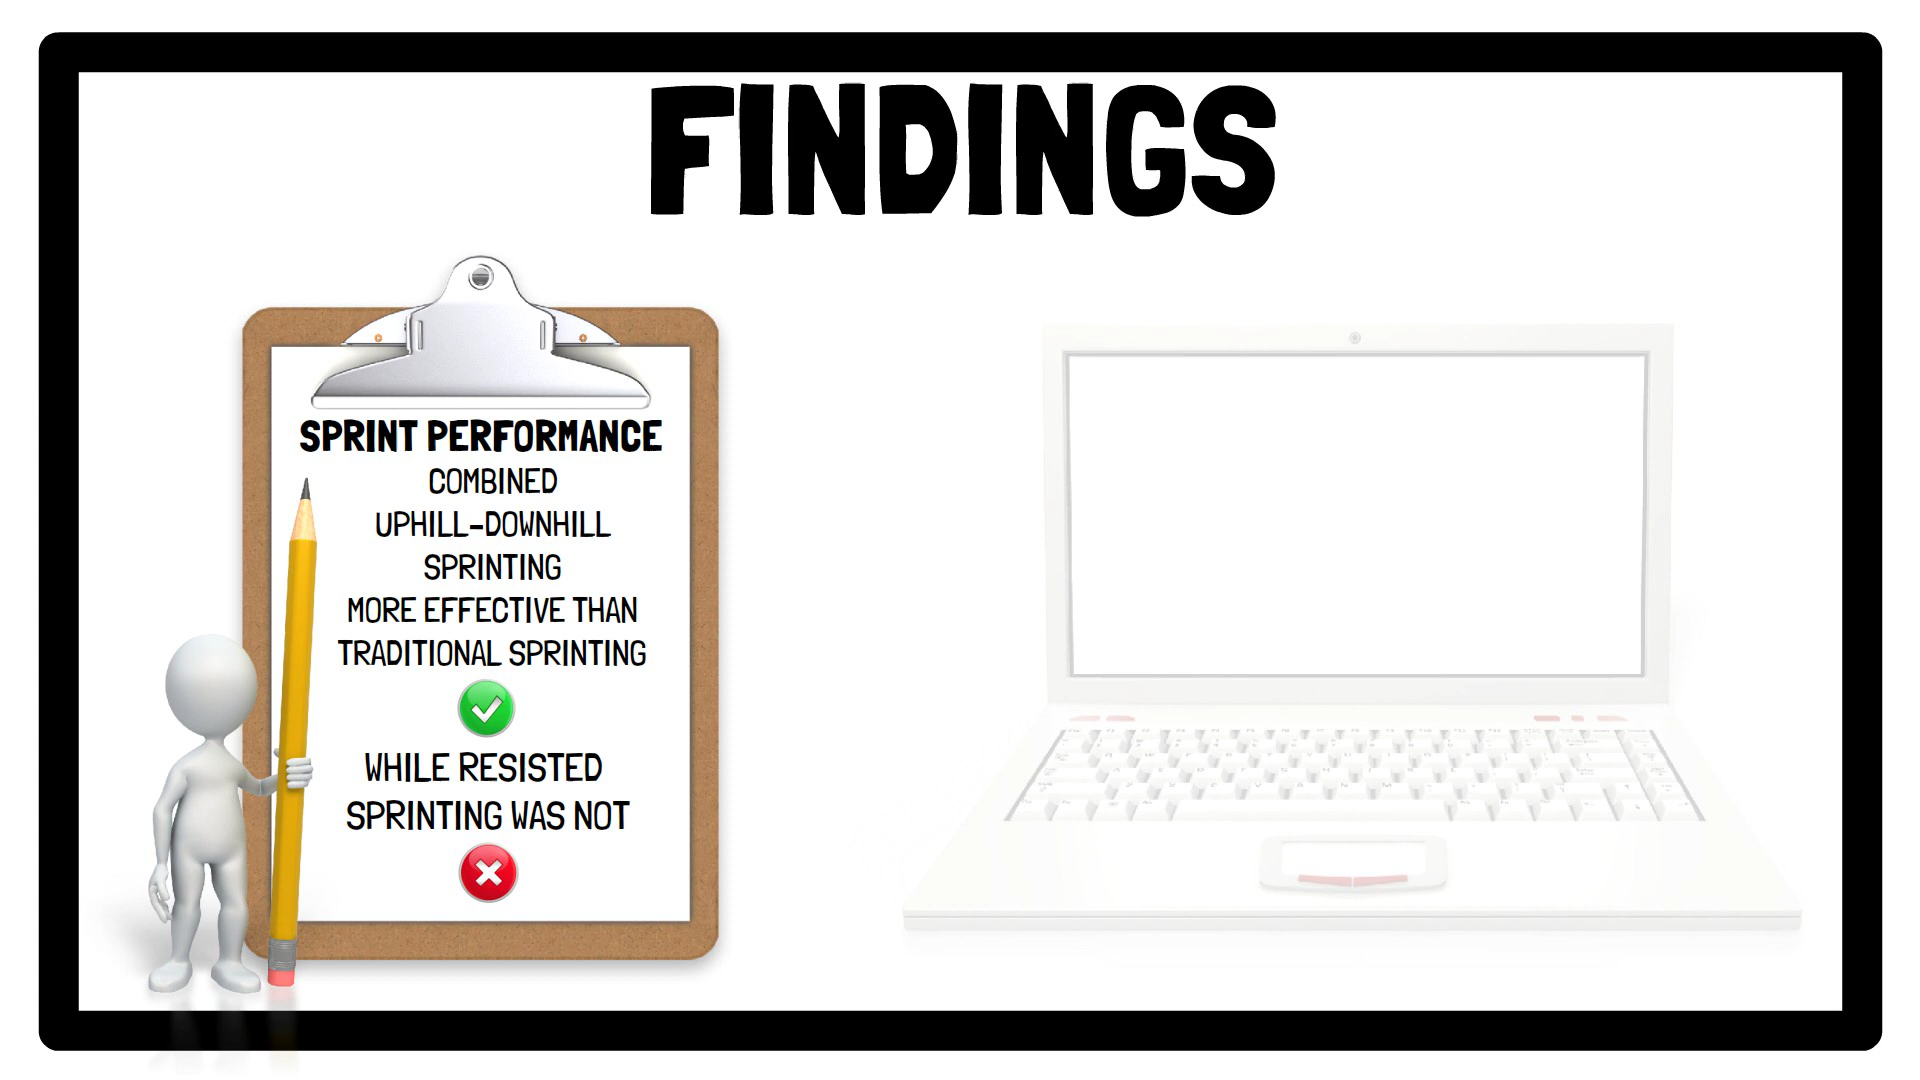 FINDINGS
SPRINT PERFORMANCE
COMBINED
UPHILL-DOWNHILL
SPRINTING
MORE EFFECTIVE THAN
TRADITIONAL SPRINTING
WHILE RESISTED
SPRINTING WAS NOT